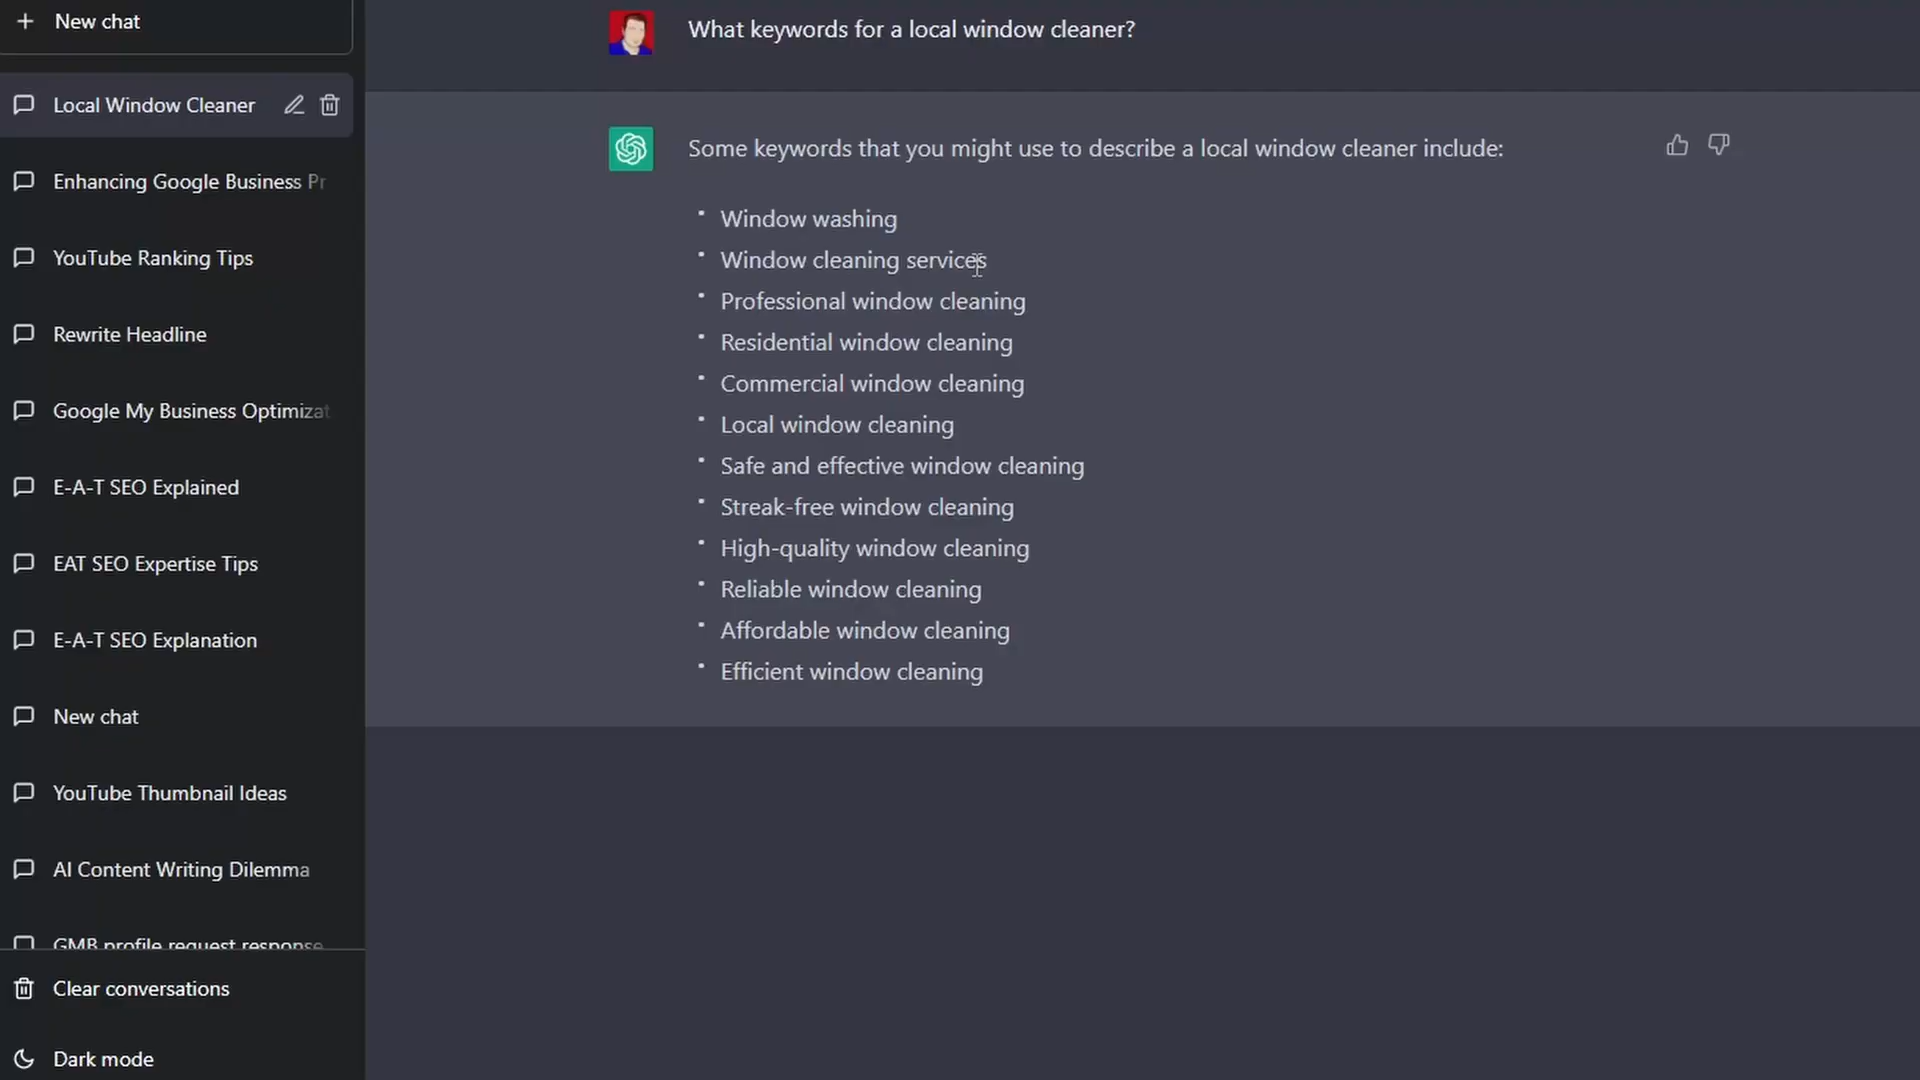 New chat
Local Window Cleaner
Enhancing Google Business Pr
YouTube Ranking Tips
Rewrite Headline
Google My Business Optimizat
E-A-T SEO Explained
EAT SEO Expertise Tips
E-A-T SEO Explanation
New chat
YouTube Thumbnail Ideas
AI Content Writing Dilemma
GMB profile request response
Clear conversations
Dark mode
What keywords for a local window cleaner?
Some keywords that you might use to describe a local window cleaner include:
• Window washing
• Window cleaning services
• Professional window cleaning
• Residential window cleaning
• Commercial window cleaning
• Local window cleaning
• Safe and effective window cleaning
• Streak-free window cleaning
• High-quality window cleaning
• Reliable window cleaning
• Affordable window cleaning
• Efficient window cleaning